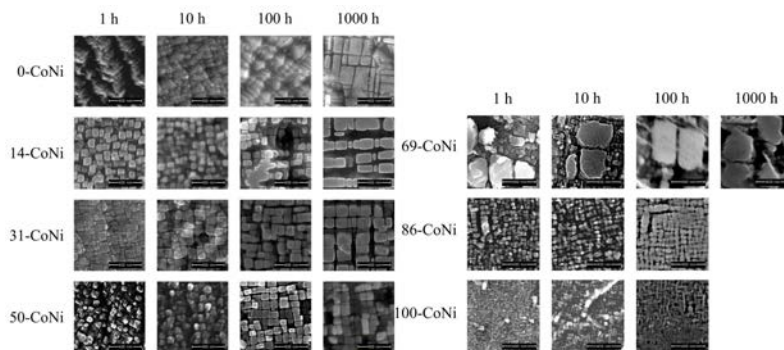 1 h 10 h 100 h 1000 h
0-CoNi
14-CoNi
31-CoNi
50-CoNi
1 h 10 h 100 h 1000 h
69-CoNi
86-CoNi
100-CoNi